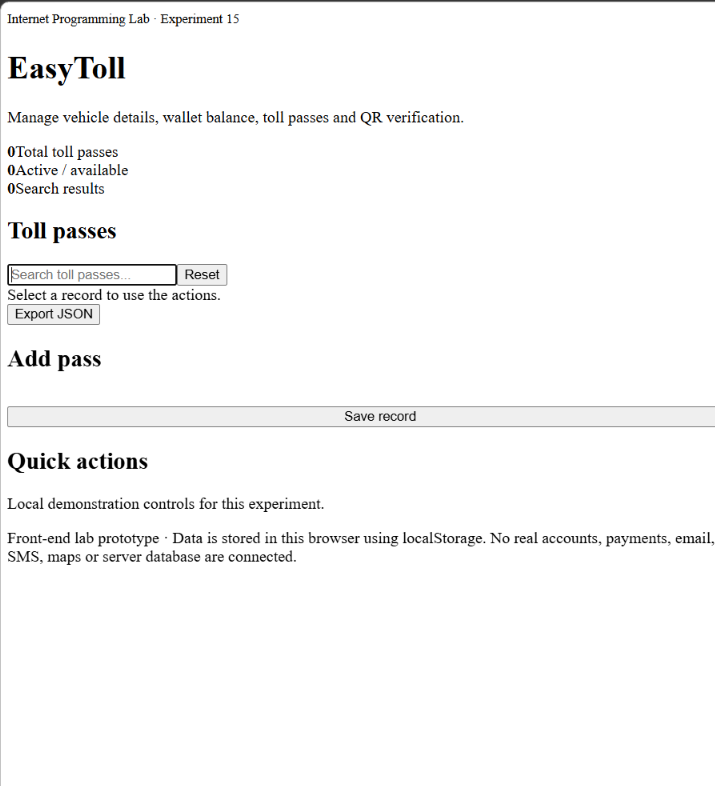 Internet Programming Lab · Experiment 15
EasyToll
Manage vehicle details, wallet balance, toll passes and QR verification.
0Total toll passes
0Active / available
0Search results
Toll passes
Search toll passes... Reset
Select a record to use the actions.
Export JSON
Add pass
Save record
Quick actions
Local demonstration controls for this experiment.
Front-end lab prototype · Data is stored in this browser using localStorage. No real accounts, payments, email,
SMS, maps or server database are connected.